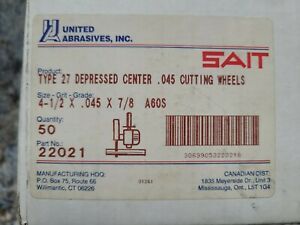 UNITED
ABRASIVES, INC.
SAIT
Product:
TYPE 27 DEPRESSED CENTER .045 CUTTING WHEELS
Size - Grit - Grade:
4-1/2 X .045 X 7/8 A60S
Quantity:
50
Part No.:
22021
MANUFACTURING HDQ:
P.O. Box 75, Route 66
Willimantic, CT 06226
CANADIAN DIST:
1835 Meyerside Dr., Unit 3
Mississauga, Ont., L5T 1G4